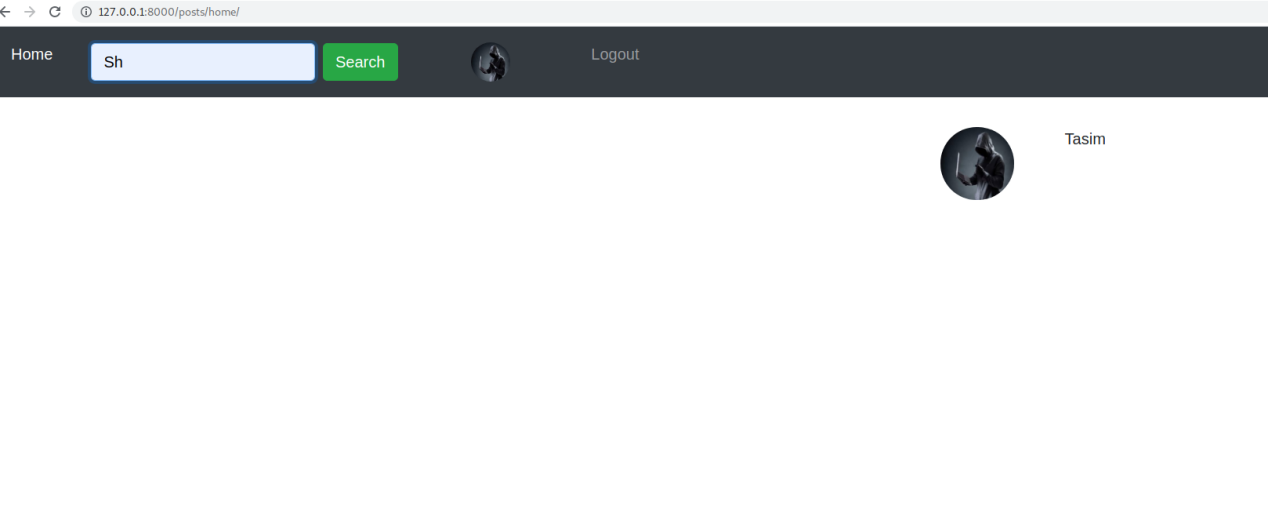 127.0.0.1:8000/posts/home/
Home Sh Search Logout
Tasim